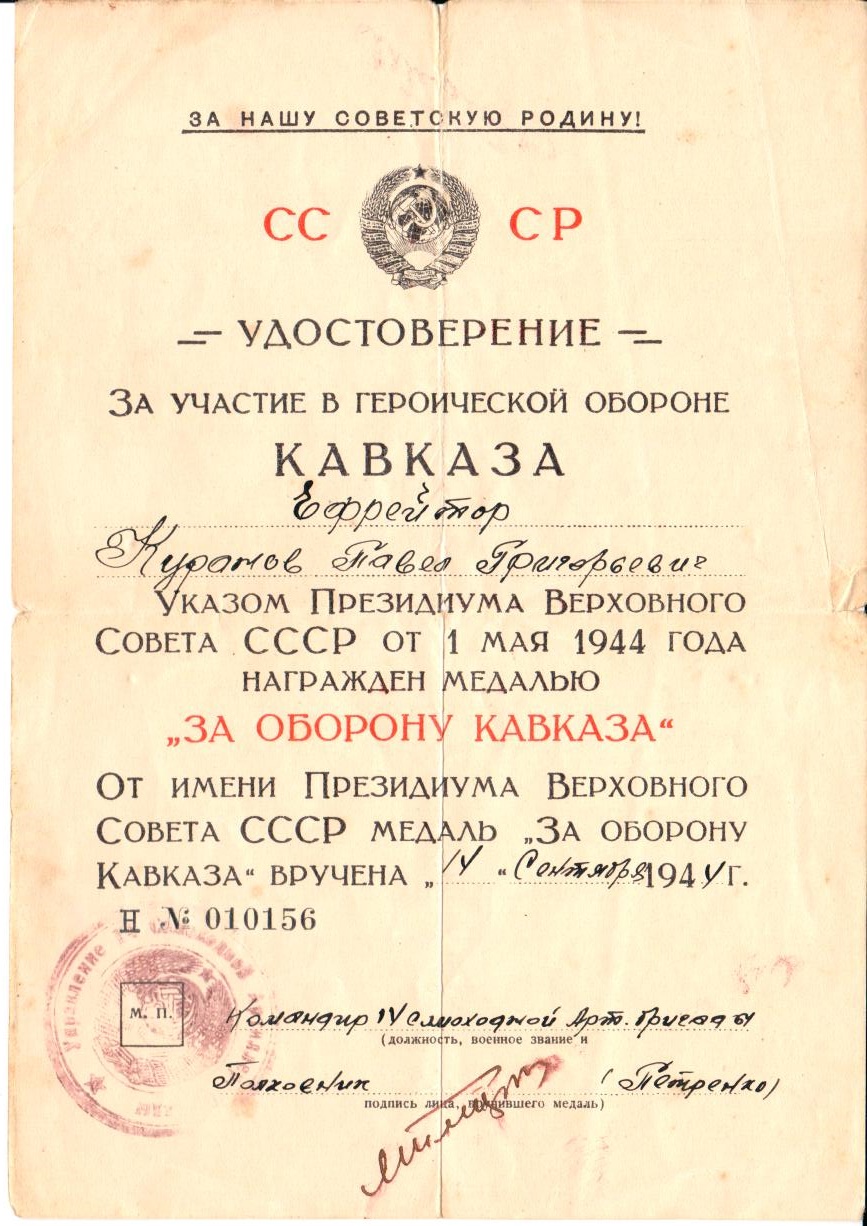 ЗА НАШУ СОВЕТСКУЮ РОДИНУ!
СС СР
УДОСТОВЕРЕНИЕ
ЗА УЧАСТИЕ В ГЕРОИЧЕСКОЙ ОБОРОНЕ
КАВКАЗА
Ефрейтор
Павел Григорьевич
УКАЗОМ ПРЕЗИДИУМА ВЕРХОВНОГО
СОВЕТА СССР ОТ 1 МАЯ 1944 ГОДА
НАГРАЖДЕН МЕДАЛЬЮ
„ЗА ОБОРОНУ КАВКАЗА“
ОТ ИМЕНИ ПРЕЗИДИУМА ВЕРХОВНОГО
СОВЕТА СССР МЕДАЛЬ „ЗА ОБОРОНУ
КАВКАЗА“ ВРУЧЕНА „14“ Сентября 1944 Г.
Н № 010156
Управление
М. П.
Командир 14 Арт. бригады
(должность, военное звание и
Полковник (Петренко)
подпись лица, вручившего медаль)